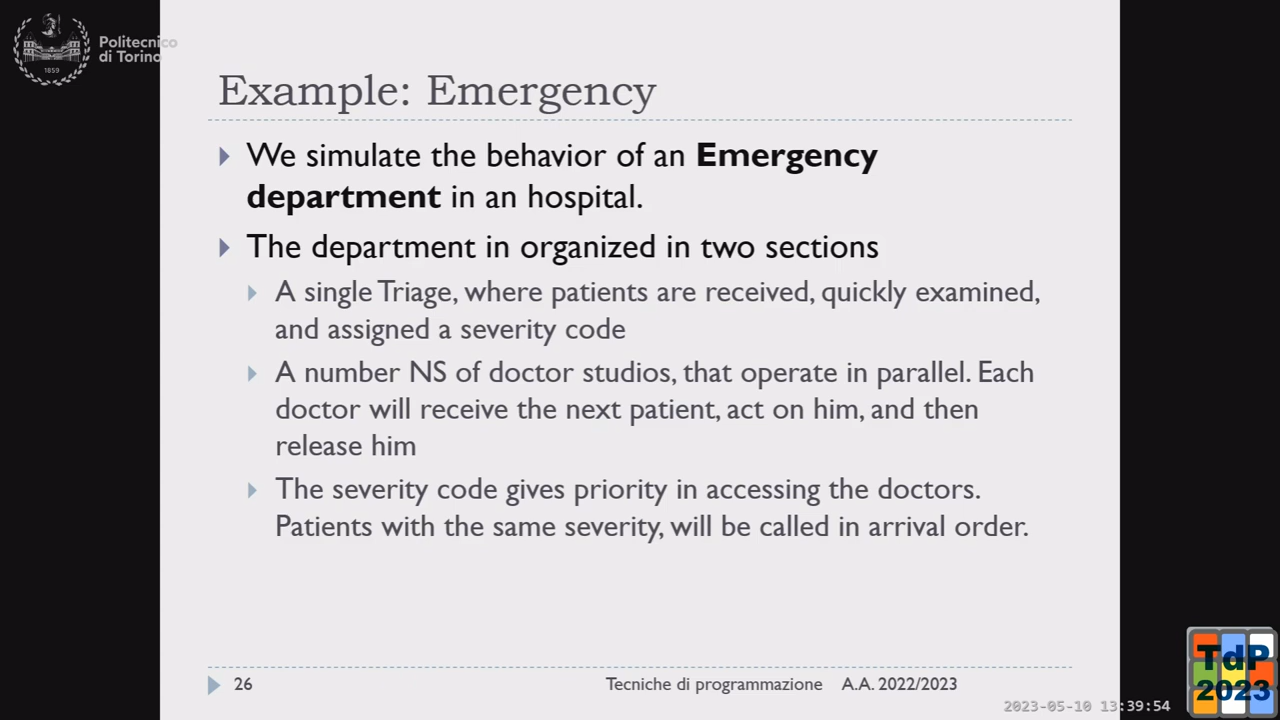 Politecnico
di Torino
1859
Example: Emergency
We simulate the behavior of an Emergency
department in an hospital.
The department in organized in two sections
A single Triage, where patients are received, quickly examined,
and assigned a severity code
A number NS of doctor studios, that operate in parallel. Each
doctor will receive the next patient, act on him, and then
release him
The severity code gives priority in accessing the doctors.
Patients with the same severity, will be called in arrival order.
26 Tecniche di programmazione A.A. 2022/2023
TdP
2023
2023-05-10 13:39:54